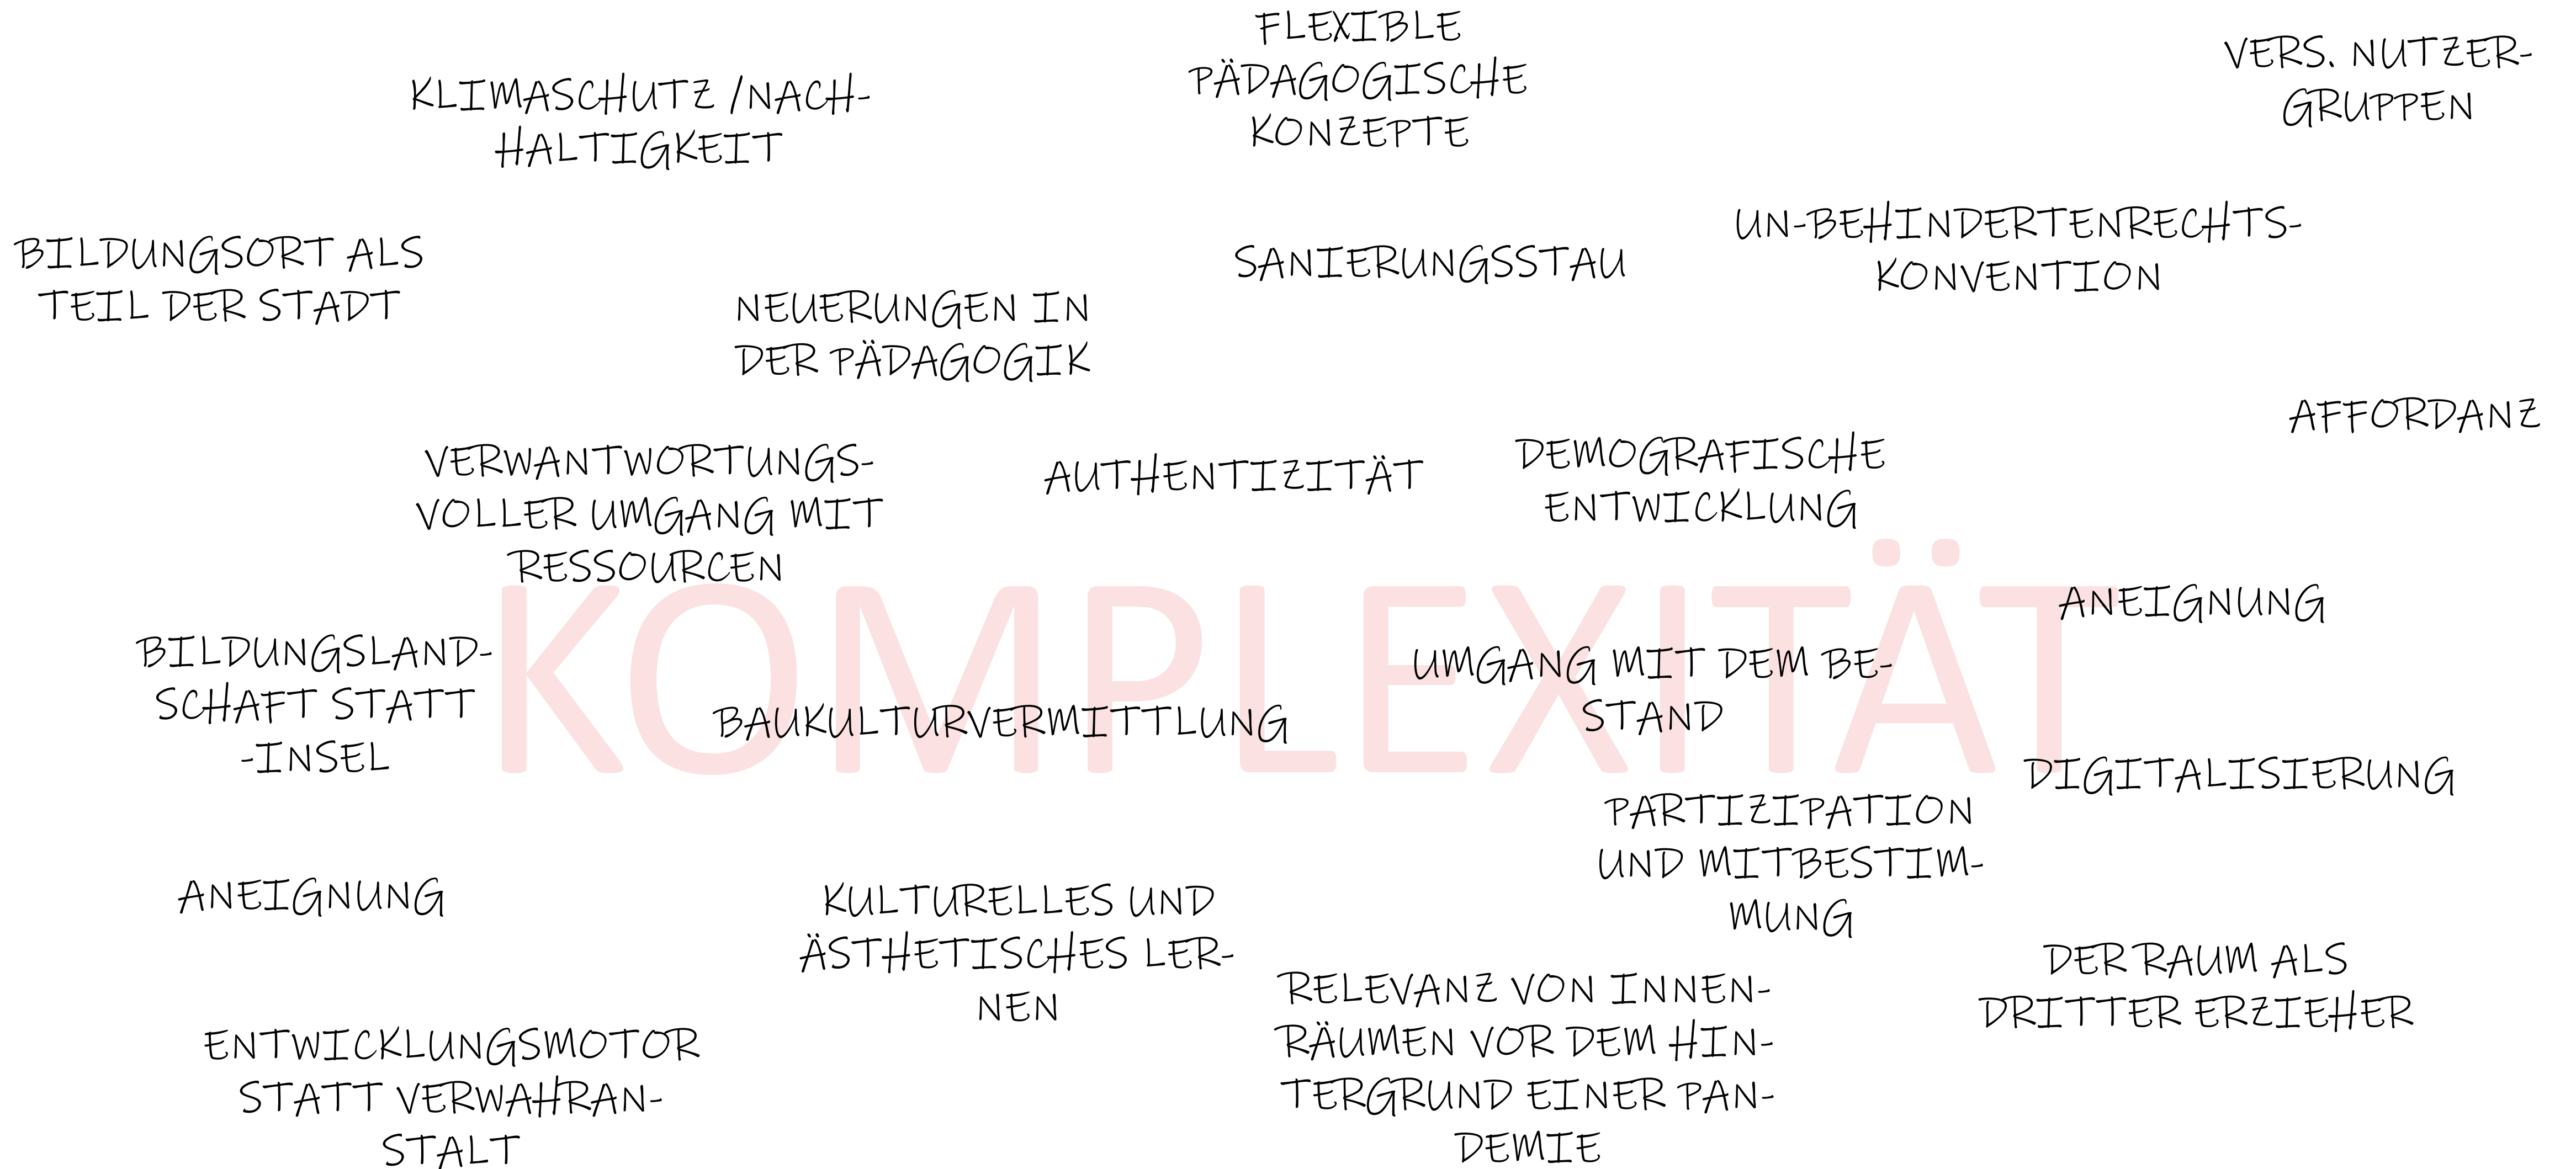 FLEXIBLE
PÄDAGOGISCHE
KONZEPTE
VERS. NUTZER-
GRUPPEN
KLIMASCHUTZ /NACH-
HALTIGKEIT
BILDUNGSORT ALS
TEIL DER STADT
NEUERUNGEN IN
DER PÄDAGOGIK
SANIERUNGSSTAU
UN-BEHINDERTENRECHTS-
KONVENTION
AFFORDANZ
VERWANTWORTUNGS-
VOLLER UMGANG MIT
RESSOURCEN
AUTHENTIZITÄT
DEMOGRAFISCHE
ENTWICKLUNG
KOMPLEXITÄT
ANEIGNUNG
BILDUNGSLAND-
SCHAFT STATT
-INSEL
BAUKULTURVERMITTLUNG
UMGANG MIT DEM BE-
STAND
DIGITALISIERUNG
PARTIZIPATION
UND MITBESTIM-
MUNG
ANEIGNUNG
KULTURELLES UND
ÄSTHETISCHES LER-
NEN
DER RAUM ALS
DRITTER ERZIEHER
RELEVANZ VON INNEN-
RÄUMEN VOR DEM HIN-
TERGRUND EINER PAN-
DEMIE
ENTWICKLUNGSMOTOR
STATT VERWAHRAN-
STALT